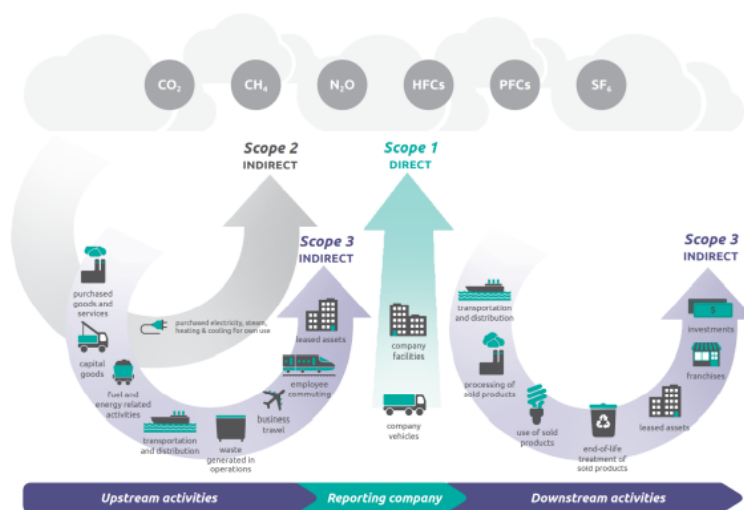 CO₂
CH₄
N₂O
HFCs
PFCs
SF₆
Scope 2
INDIRECT
Scope 1
DIRECT
Scope 3
INDIRECT
Scope 3
INDIRECT
purchased
goods and
services
capital
goods
fuel and
energy related
activities
transportation
and distribution
waste
generated in
operations
business
travel
employee
commuting
leased assets
purchased electricity, steam,
heating & cooling for own use
company
facilities
company
vehicles
transportation
and distribution
processing of
sold products
use of sold
products
end-of-life
treatment of
sold products
leased assets
franchises
$
investments
Upstream activities
Reporting company
Downstream activities